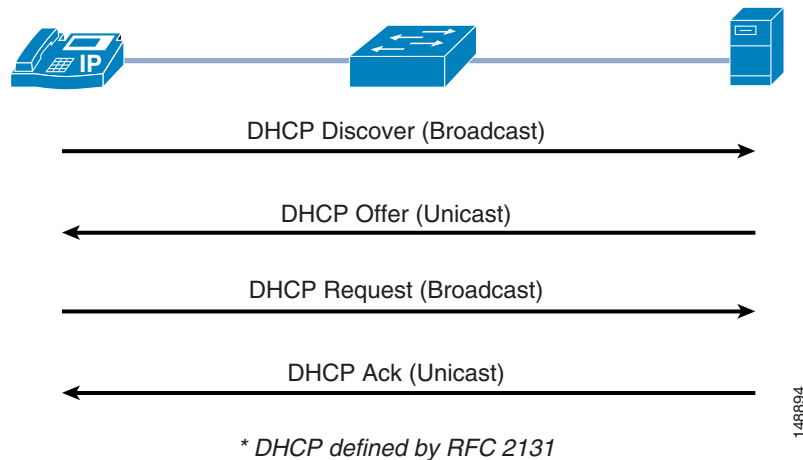 IP
DHCP Discover (Broadcast)
DHCP Offer (Unicast)
DHCP Request (Broadcast)
DHCP Ack (Unicast)
148894
* DHCP defined by RFC 2131